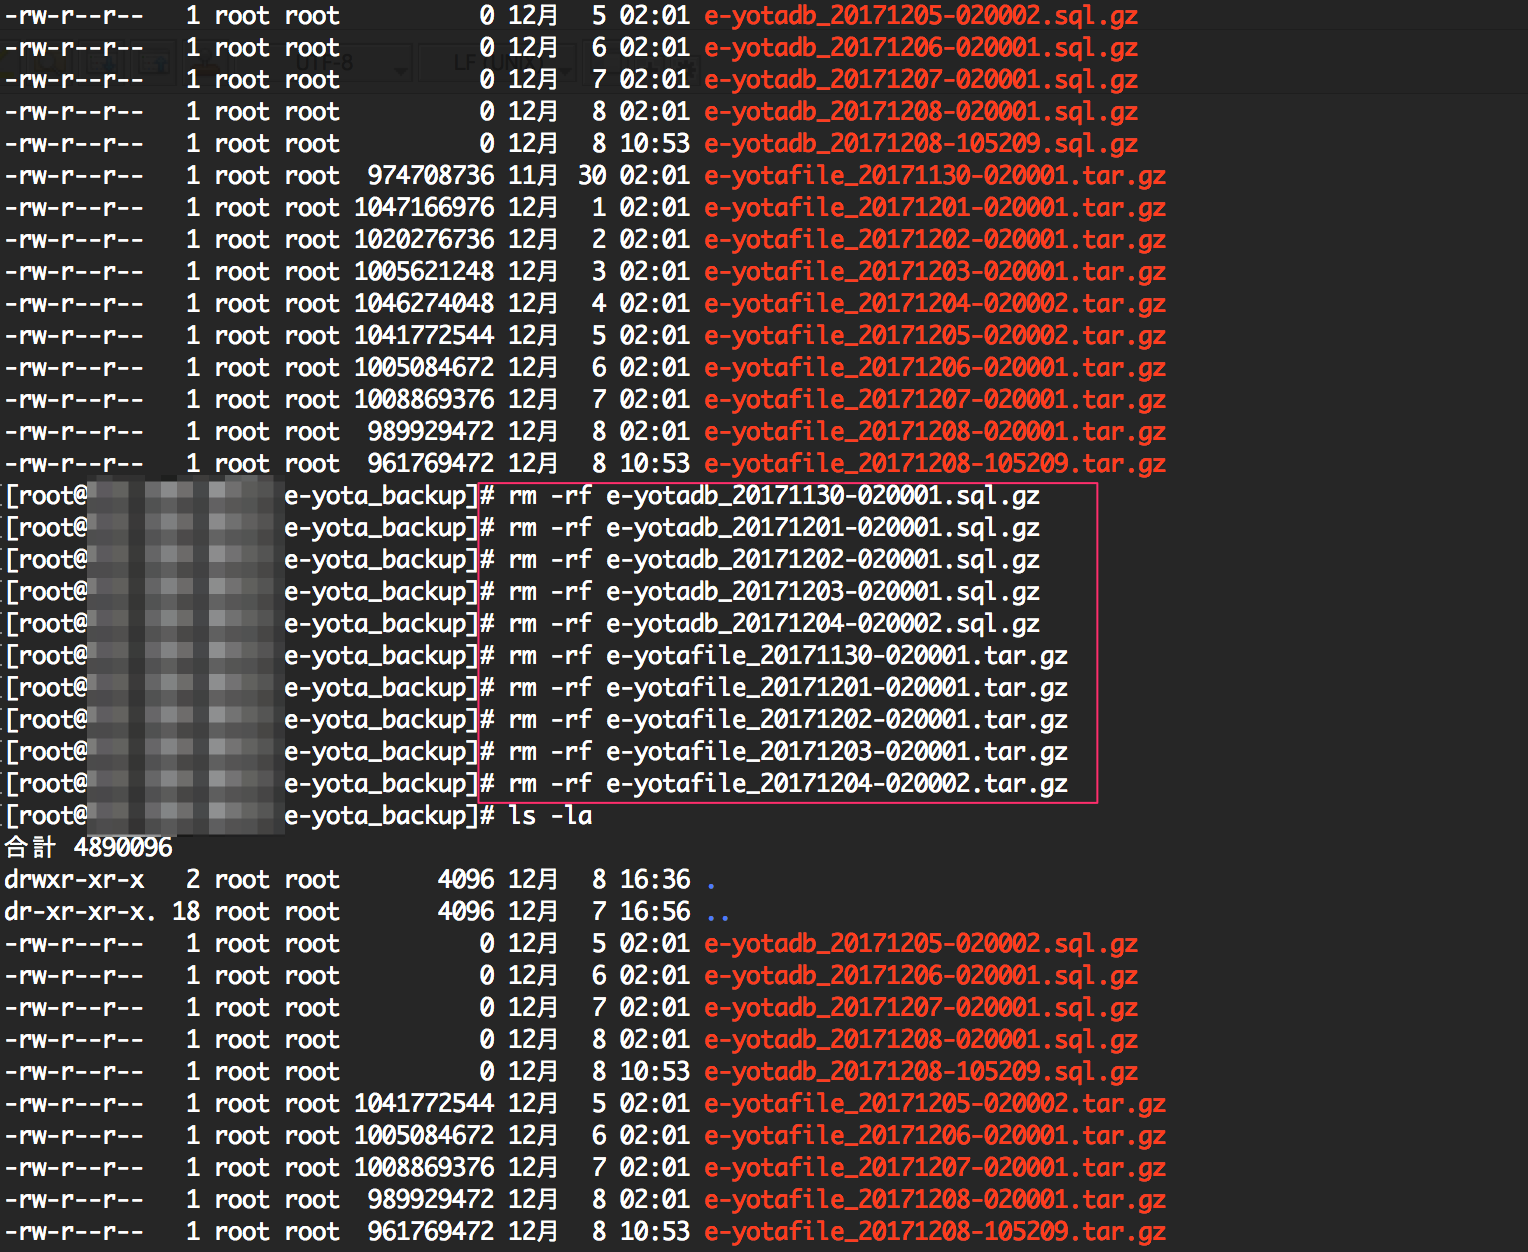 -rw-r--r--   1 root root          0 12月  5 02:01 e-yotadb_20171205-020002.sql.gz
-rw-r--r--   1 root root          0 12月  6 02:01 e-yotadb_20171206-020001.sql.gz
UTF-8 LF (UNIX)
-rw-r--r--   1 root root          0 12月  7 02:01 e-yotadb_20171207-020001.sql.gz
-rw-r--r--   1 root root          0 12月  8 02:01 e-yotadb_20171208-020001.sql.gz
-rw-r--r--   1 root root          0 12月  8 10:53 e-yotadb_20171208-105209.sql.gz
-rw-r--r--   1 root root  974708736 11月 30 02:01 e-yotafile_20171130-020001.tar.gz
-rw-r--r--   1 root root 1047166976 12月  1 02:01 e-yotafile_20171201-020001.tar.gz
-rw-r--r--   1 root root 1020276736 12月  2 02:01 e-yotafile_20171202-020001.tar.gz
-rw-r--r--   1 root root 1005621248 12月  3 02:01 e-yotafile_20171203-020001.tar.gz
-rw-r--r--   1 root root 1046274048 12月  4 02:01 e-yotafile_20171204-020002.tar.gz
-rw-r--r--   1 root root 1041772544 12月  5 02:01 e-yotafile_20171205-020002.tar.gz
-rw-r--r--   1 root root 1005084672 12月  6 02:01 e-yotafile_20171206-020001.tar.gz
-rw-r--r--   1 root root 1008869376 12月  7 02:01 e-yotafile_20171207-020001.tar.gz
-rw-r--r--   1 root root  989929472 12月  8 02:01 e-yotafile_20171208-020001.tar.gz
-rw-r--r--   1 root root  961769472 12月  8 10:53 e-yotafile_20171208-105209.tar.gz
[root@ e-yota_backup]# rm -rf e-yotadb_20171130-020001.sql.gz
[root@ e-yota_backup]# rm -rf e-yotadb_20171201-020001.sql.gz
[root@ e-yota_backup]# rm -rf e-yotadb_20171202-020001.sql.gz
[root@ e-yota_backup]# rm -rf e-yotadb_20171203-020001.sql.gz
[root@ e-yota_backup]# rm -rf e-yotadb_20171204-020002.sql.gz
[root@ e-yota_backup]# rm -rf e-yotafile_20171130-020001.tar.gz
[root@ e-yota_backup]# rm -rf e-yotafile_20171201-020001.tar.gz
[root@ e-yota_backup]# rm -rf e-yotafile_20171202-020001.tar.gz
[root@ e-yota_backup]# rm -rf e-yotafile_20171203-020001.tar.gz
[root@ e-yota_backup]# rm -rf e-yotafile_20171204-020002.tar.gz
[root@ e-yota_backup]# ls -la
合計 4890096
drwxr-xr-x   2 root root       4096 12月  8 16:36 .
dr-xr-xr-x. 18 root root       4096 12月  7 16:56 ..
-rw-r--r--   1 root root          0 12月  5 02:01 e-yotadb_20171205-020002.sql.gz
-rw-r--r--   1 root root          0 12月  6 02:01 e-yotadb_20171206-020001.sql.gz
-rw-r--r--   1 root root          0 12月  7 02:01 e-yotadb_20171207-020001.sql.gz
-rw-r--r--   1 root root          0 12月  8 02:01 e-yotadb_20171208-020001.sql.gz
-rw-r--r--   1 root root          0 12月  8 10:53 e-yotadb_20171208-105209.sql.gz
-rw-r--r--   1 root root 1041772544 12月  5 02:01 e-yotafile_20171205-020002.tar.gz
-rw-r--r--   1 root root 1005084672 12月  6 02:01 e-yotafile_20171206-020001.tar.gz
-rw-r--r--   1 root root 1008869376 12月  7 02:01 e-yotafile_20171207-020001.tar.gz
-rw-r--r--   1 root root  989929472 12月  8 02:01 e-yotafile_20171208-020001.tar.gz
-rw-r--r--   1 root root  961769472 12月  8 10:53 e-yotafile_20171208-105209.tar.gz